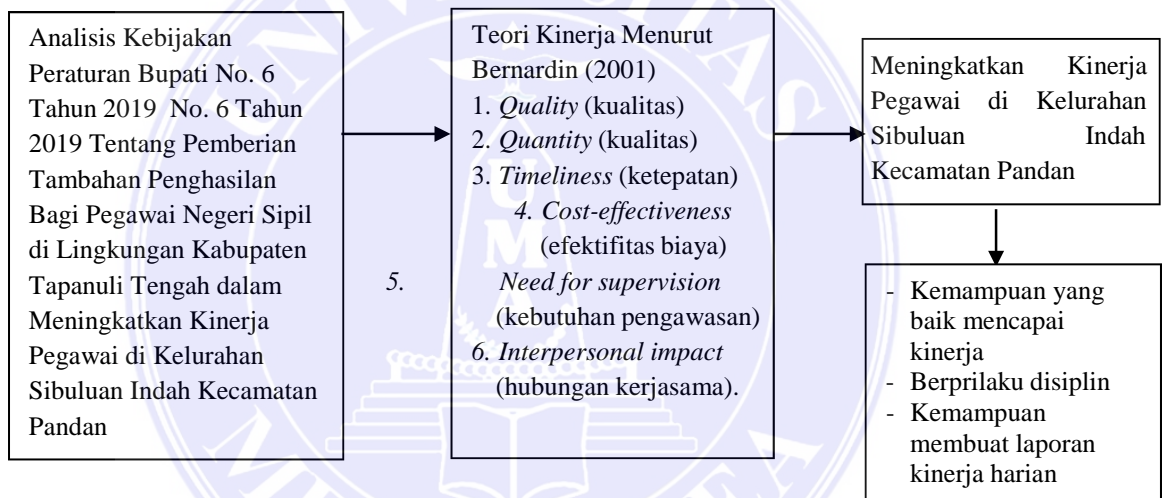 Analisis Kebijakan
Peraturan Bupati No. 6
Tahun 2019 No. 6 Tahun
2019 Tentang Pemberian
Tambahan Penghasilan
Bagi Pegawai Negeri Sipil
di Lingkungan Kabupaten
Tapanuli Tengah dalam
Meningkatkan Kinerja
Pegawai di Kelurahan
Sibuluan Indah Kecamatan
Pandan
Teori Kinerja Menurut
Bernardin (2001)
1. Quality (kualitas)
2. Quantity (kualitas)
3. Timeliness (ketepatan)
4. Cost-effectiveness
(efektifitas biaya)
5. Need for supervision
(kebutuhan pengawasan)
6. Interpersonal impact
(hubungan kerjasama).
Meningkatkan Kinerja
Pegawai di Kelurahan
Sibuluan Indah
Kecamatan Pandan
- Kemampuan yang
baik mencapai
kinerja
- Berprilaku disiplin
- Kemampuan
membuat laporan
kinerja harian
UMA